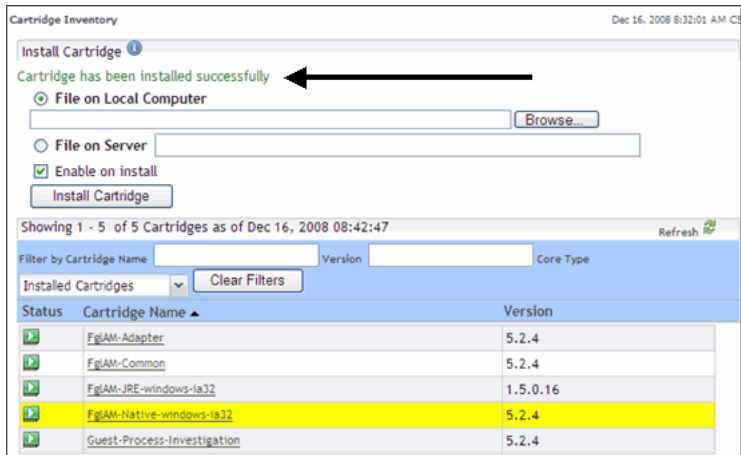 Cartridge Inventory Dec 16, 2008 8:32:01 AM CS
Install Cartridge
Cartridge has been installed successfully
File on Local Computer
Browse...
File on Server
Enable on install
Install Cartridge
Showing 1 - 5 of 5 Cartridges as of Dec 16, 2008 08:42:47 Refresh
Filter by Cartridge Name Version Core Type
Installed Cartridges Clear Filters
Status Cartridge Name Version
FglAM-Adapter 5.2.4
FglAM-Common 5.2.4
FglAM-JRE-windows-ia32 1.5.0.16
FglAM-Native-windows-ia32 5.2.4
Guest-Process-Investigation 5.2.4